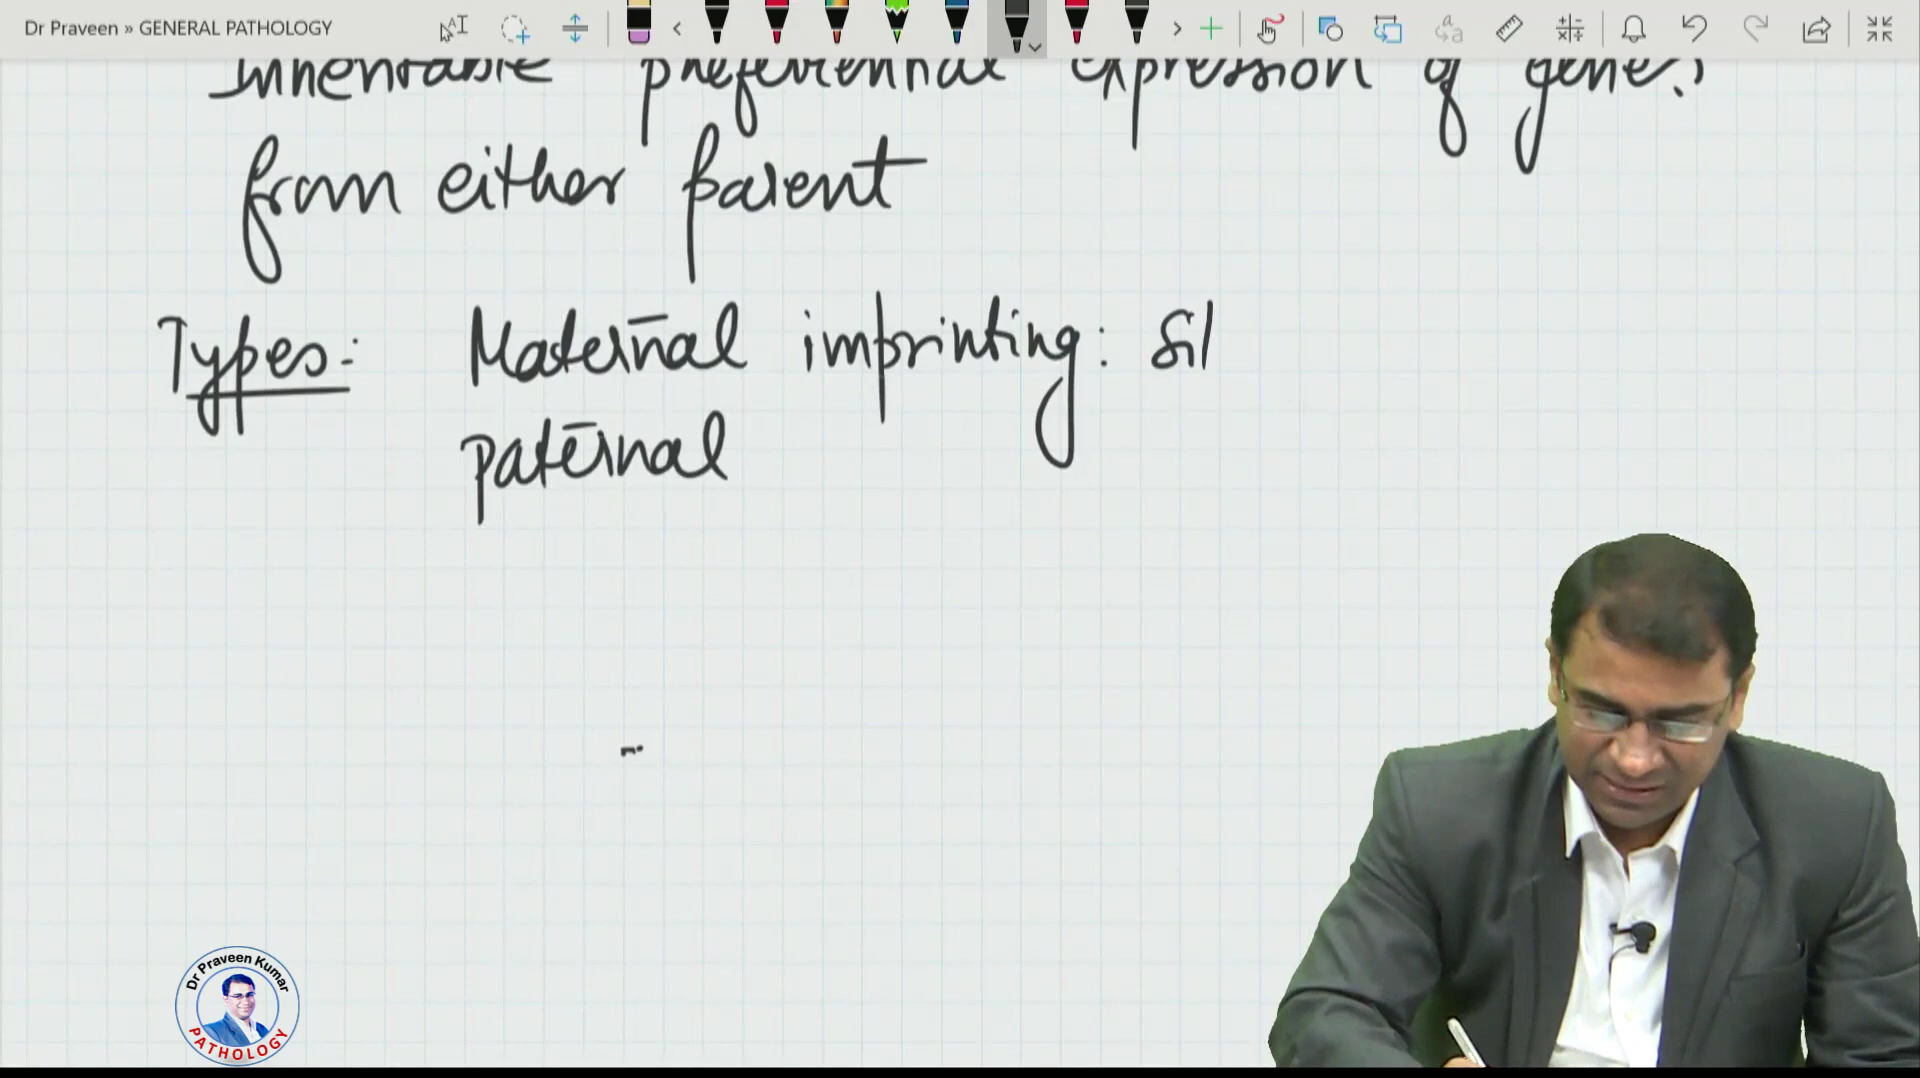 Dr Praveen » GENERAL PATHOLOGY
Inheritable preferential expression of gene.
from either parent
Types: Maternal imprinting: Sil
paternal
Dr Praveen Kumar
PATHOLOGY